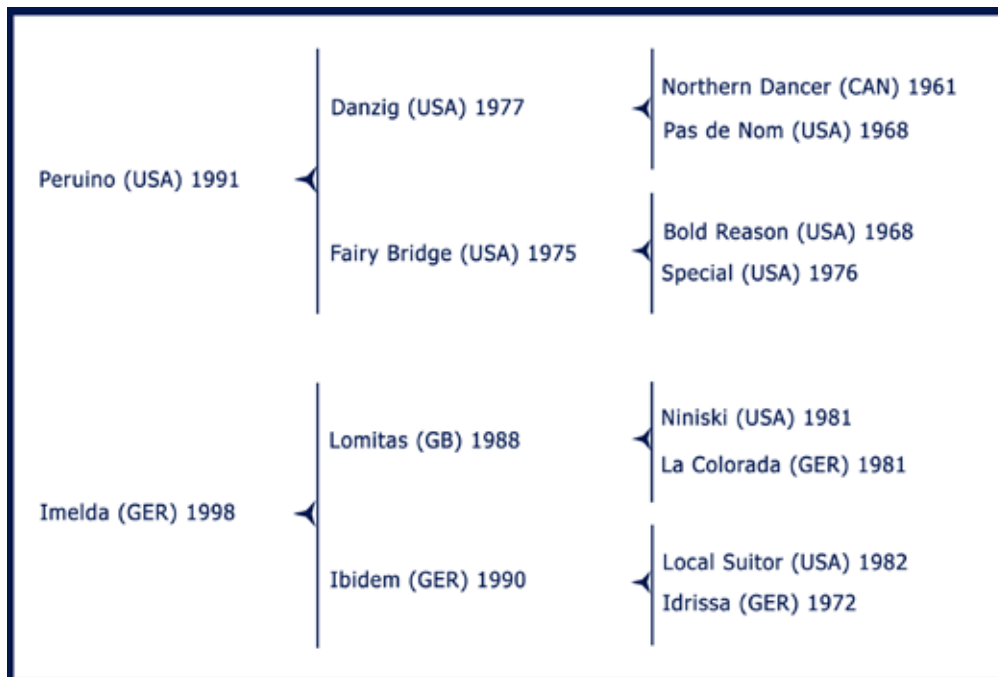 Northern Dancer (CAN) 1961
Danzig (USA) 1977
Pas de Nom (USA) 1968
Peruino (USA) 1991
Bold Reason (USA) 1968
Fairy Bridge (USA) 1975
Special (USA) 1976
Niniski (USA) 1981
Lomitas (GB) 1988
La Colorada (GER) 1981
Imelda (GER) 1998
Local Suitor (USA) 1982
Ibidem (GER) 1990
Idrissa (GER) 1972